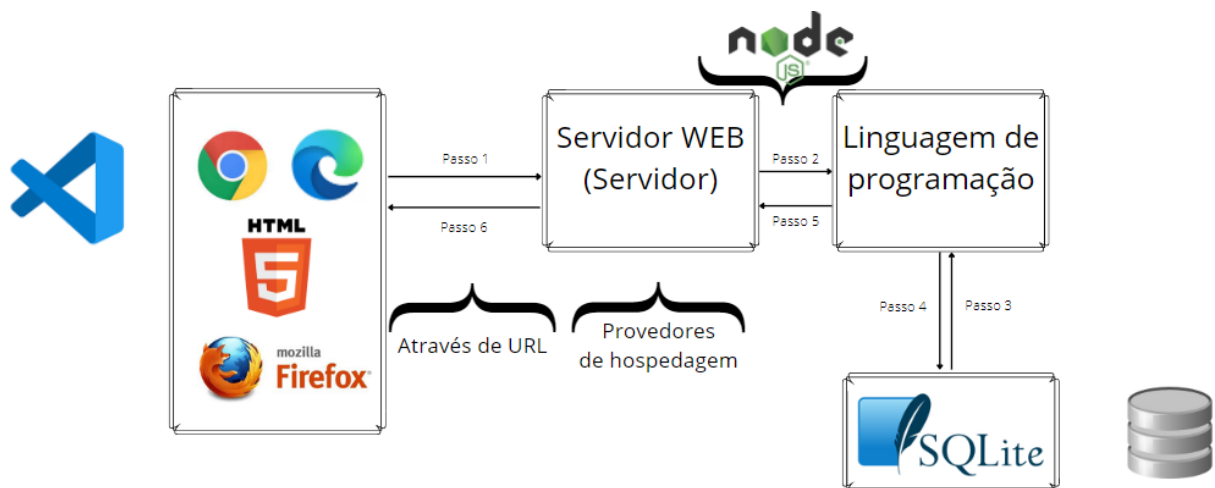 node
JS
Servidor WEB
(Servidor)
Linguagem de
programação
Passo 1
Passo 2
Passo 6
Passo 5
HTML
5
mozilla
Firefox
Através de URL
Provedores
de hospedagem
Passo 4
Passo 3
SQLite